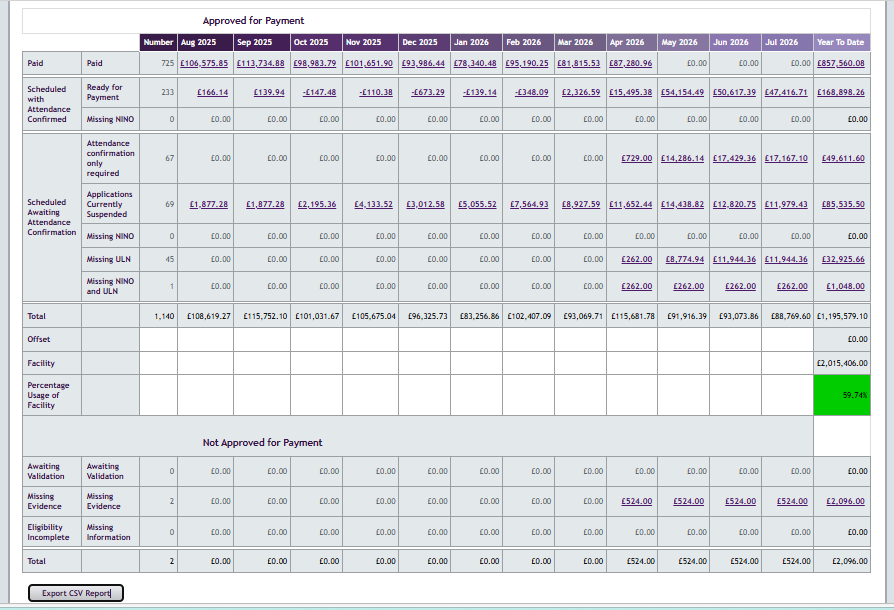 Approved for Payment
Number Aug 2025 Sep 2025 Oct 2025 Nov 2025 Dec 2025 Jan 2026 Feb 2026 Mar 2026 Apr 2026 May 2026 Jun 2026 Jul 2026 Year To Date
Paid Paid 725 £106,575.85 £113,734.88 £98,983.79 £101,651.90 £93,986.44 £78,340.48 £95,190.25 £81,815.53 £87,280.96 £0.00 £0.00 £0.00 £857,560.08
Scheduled
with
Attendance
Confirmed
Ready for
Payment
233 £166.14 £139.94 -£147.48 -£110.38 -£673.29 -£139.14 -£348.09 £2,326.59 £15,495.38 £54,154.49 £50,617.39 £47,416.71 £168,898.26
Missing NINO 0 £0.00 £0.00 £0.00 £0.00 £0.00 £0.00 £0.00 £0.00 £0.00 £0.00 £0.00 £0.00 £0.00
Scheduled
Awaiting
Attendance
Confirmation
Attendance
confirmation
only
required
67 £0.00 £0.00 £0.00 £0.00 £0.00 £0.00 £0.00 £0.00 £729.00 £14,286.14 £17,429.36 £17,167.10 £49,611.60
Applications
Currently
Suspended
69 £1,877.28 £1,877.28 £2,195.36 £4,133.52 £3,012.58 £5,055.52 £7,564.93 £8,927.59 £11,652.44 £14,438.82 £12,820.75 £11,979.43 £85,535.50
Missing NINO 0 £0.00 £0.00 £0.00 £0.00 £0.00 £0.00 £0.00 £0.00 £0.00 £0.00 £0.00 £0.00 £0.00
Missing ULN 45 £0.00 £0.00 £0.00 £0.00 £0.00 £0.00 £0.00 £0.00 £262.00 £8,774.94 £11,944.36 £11,944.36 £32,925.66
Missing NINO
and ULN
1 £0.00 £0.00 £0.00 £0.00 £0.00 £0.00 £0.00 £0.00 £262.00 £262.00 £262.00 £262.00 £1,048.00
Total 1,140 £108,619.27 £115,752.10 £101,031.67 £105,675.04 £96,325.73 £83,256.86 £102,407.09 £93,069.71 £115,681.78 £91,916.39 £93,073.86 £88,769.60 £1,195,579.10
Offset £0.00
Facility £2,015,406.00
Percentage
Usage of
Facility
59.74%
Not Approved for Payment
Awaiting
Validation
Awaiting
Validation
0 £0.00 £0.00 £0.00 £0.00 £0.00 £0.00 £0.00 £0.00 £0.00 £0.00 £0.00 £0.00 £0.00
Missing
Evidence
Missing
Evidence
2 £0.00 £0.00 £0.00 £0.00 £0.00 £0.00 £0.00 £0.00 £524.00 £524.00 £524.00 £524.00 £2,096.00
Eligibility
Incomplete
Missing
Information
0 £0.00 £0.00 £0.00 £0.00 £0.00 £0.00 £0.00 £0.00 £0.00 £0.00 £0.00 £0.00 £0.00
Total 2 £0.00 £0.00 £0.00 £0.00 £0.00 £0.00 £0.00 £0.00 £524.00 £524.00 £524.00 £524.00 £2,096.00
Export CSV Report